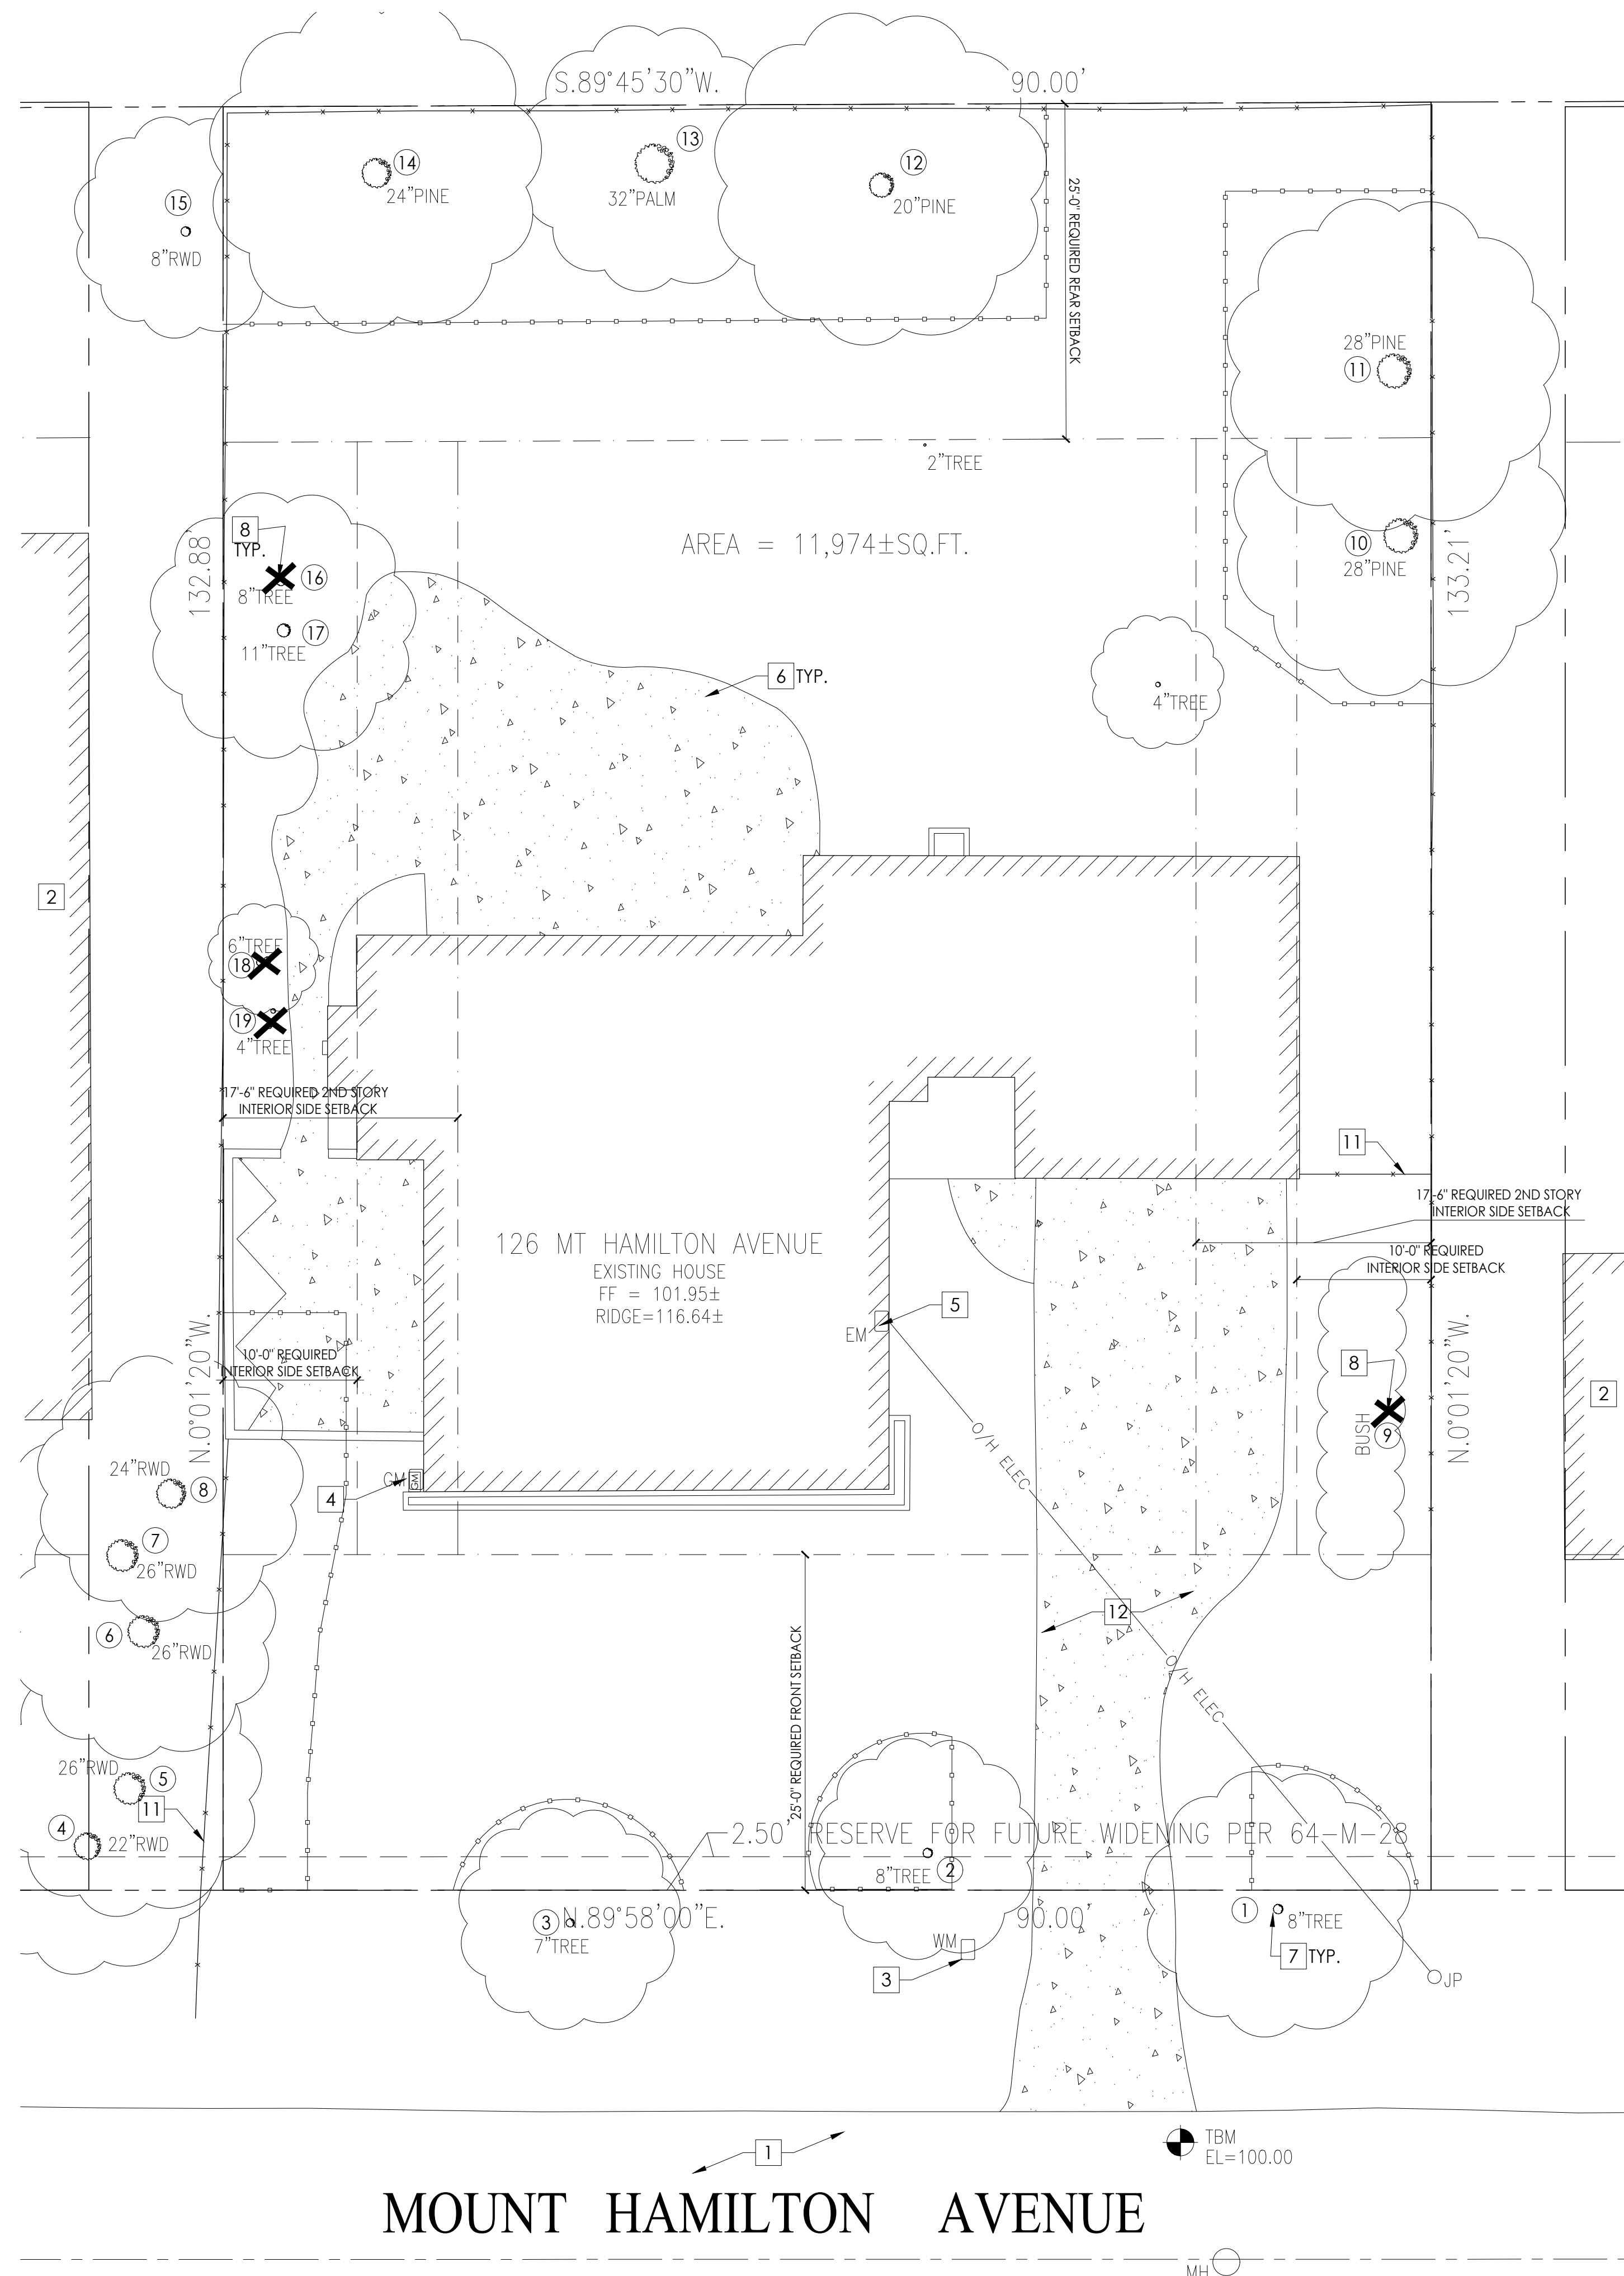 S.89°45'30"W. 90.00'
14
24"PINE
13
32"PALM
12
20"PINE
15
8"RWD
25'-0" REQUIRED REAR SETBACK
28"PINE
11
2"TREE
8
TYP.
AREA = 11,974±SQ.FT.
10
28"PINE
132.88'
133.21'
16
8"TREE
17
11"TREE
6 TYP.
4"TREE
2
6"TREE
18
19
4"TREE
17'-6" REQUIRED 2ND STORY
INTERIOR SIDE SETBACK
11
17'-6" REQUIRED 2ND STORY
INTERIOR SIDE SETBACK
126 MT HAMILTON AVENUE
EXISTING HOUSE
FF = 101.95±
RIDGE=116.64±
10'-0" REQUIRED
INTERIOR SIDE SETBACK
5
EM
10'-0" REQUIRED
INTERIOR SIDE SETBACK
N.0°01'20"W.
N.0°01'20"W.
8
2
BUSH
9
O/H ELEC
24"RWD
8
GM
GM
4
7
26"RWD
6
26"RWD
12
O/H ELEC
25'-0" REQUIRED FRONT SETBACK
26"RWD
5
11
4
22"RWD
2.50' RESERVE FOR FUTURE WIDENING PER 64-M-28
8"TREE
2
3
N.89°58'00"E. 90.00'
7"TREE
1
8"TREE
WM
3
7 TYP.
JP
1
TBM
EL=100.00
MOUNT HAMILTON AVENUE
MH